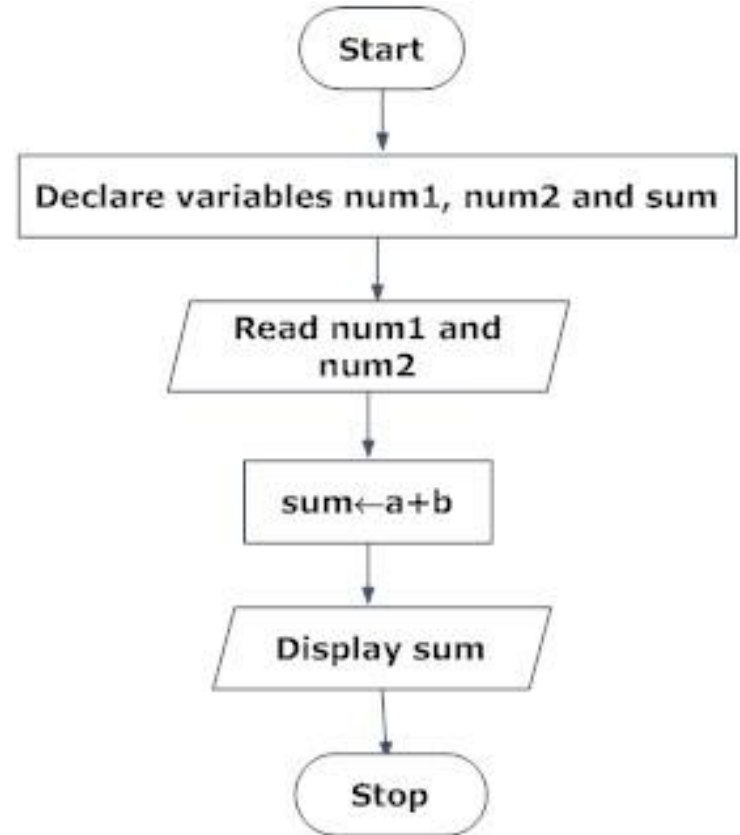 Start
Declare variables num1, num2 and sum
Read num1 and
num2
sum←a+b
Display sum
Stop